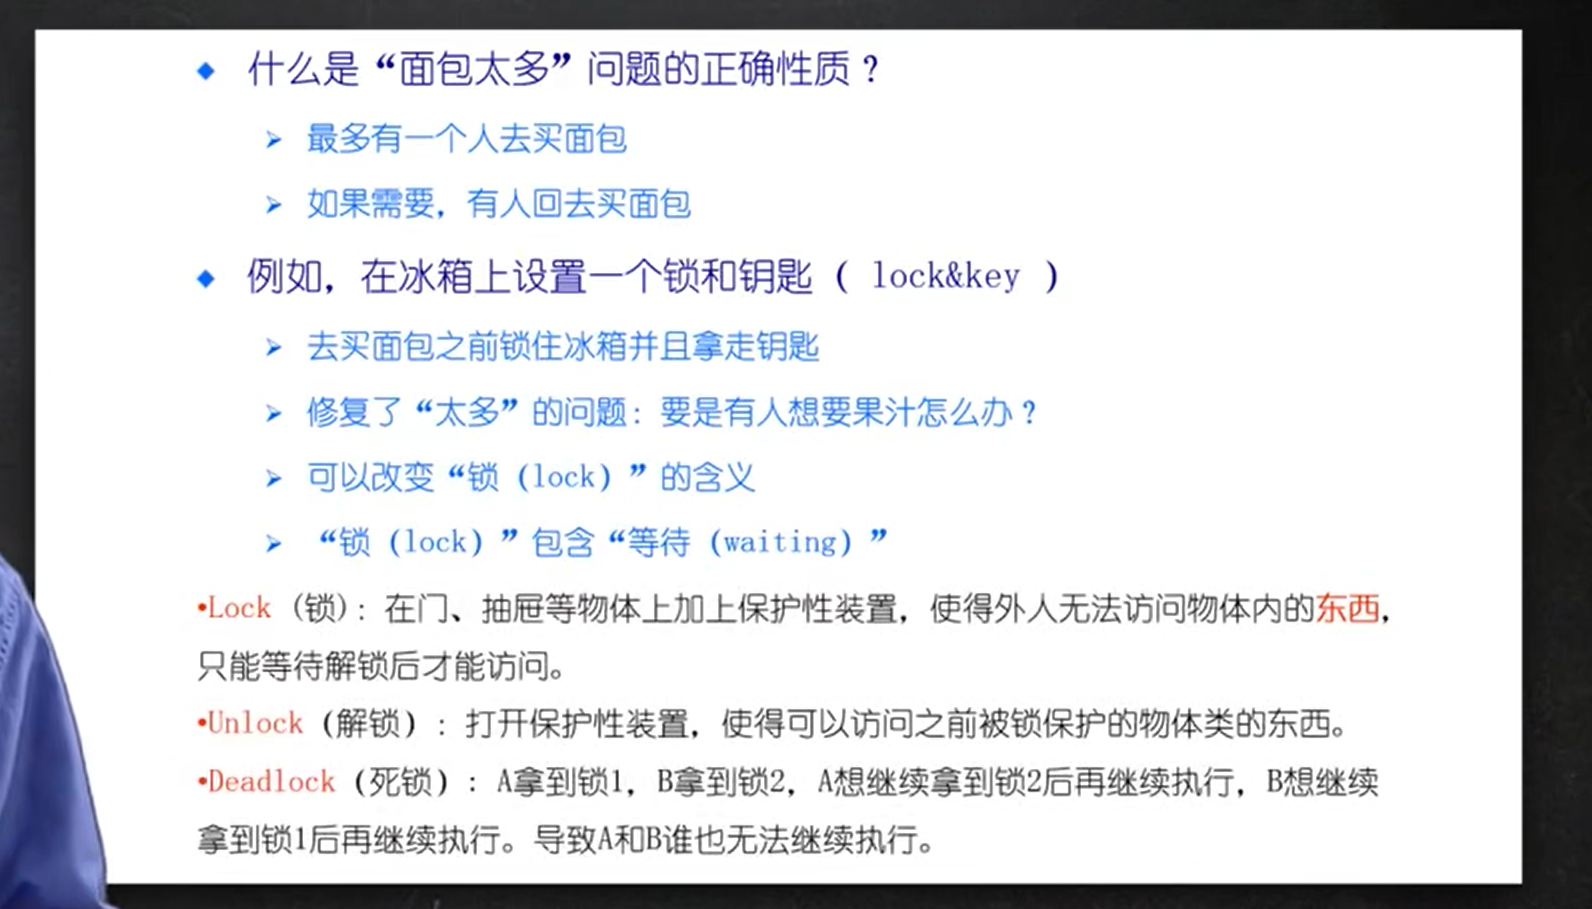 什么是“面包太多”问题的正确性质？
最多有一个人去买面包
如果需要，有人回去买面包
例如，在冰箱上设置一个锁和钥匙（ lock&key ）
去买面包之前锁住冰箱并且拿走钥匙
修复了“太多”的问题：要是有人想要果汁怎么办？
可以改变“锁（lock）”的含义
“锁（lock）”包含“等待（waiting）”
•Lock（锁）：在门、抽屉等物体上加上保护性装置，使得外人无法访问物体内的东西，
只能等待解锁后才能访问。
•Unlock（解锁）：打开保护性装置，使得可以访问之前被锁保护的物体类的东西。
•Deadlock（死锁）：A拿到锁1，B拿到锁2，A想继续拿到锁2后再继续执行，B想继续
拿到锁1后再继续执行。导致A和B谁也无法继续执行。